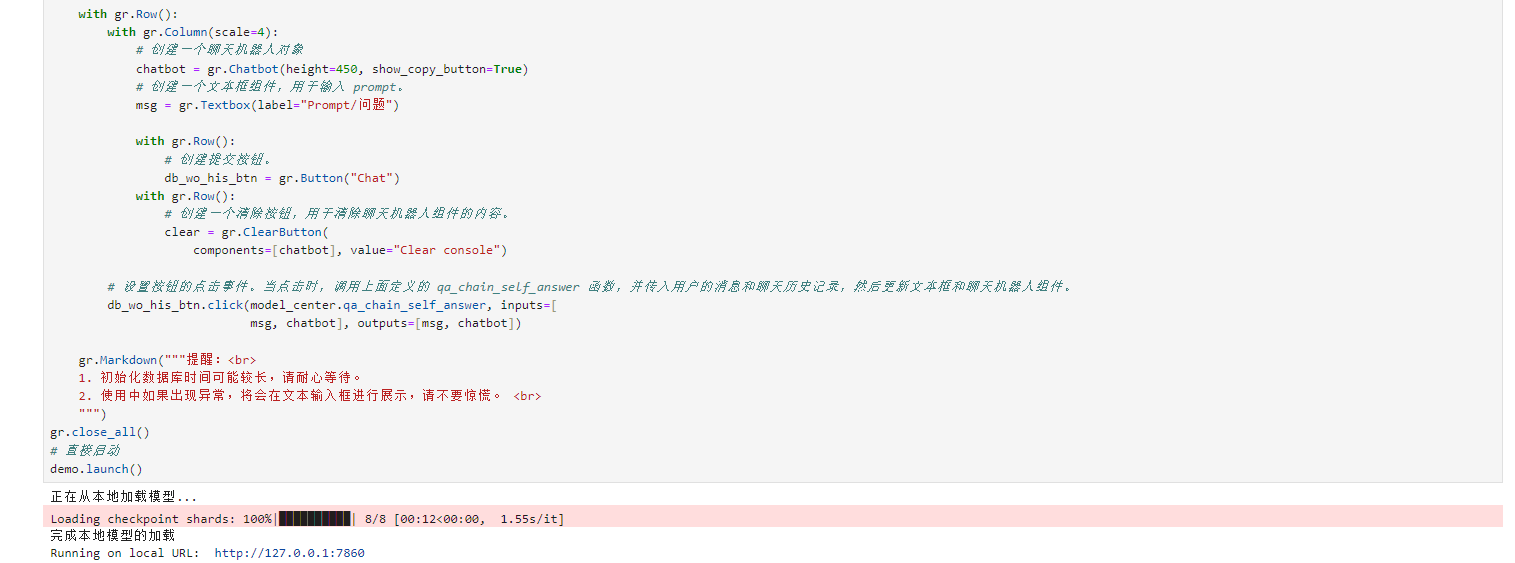 with gr.Row():
with gr.Column(scale=4):
# 创建一个聊天机器人对象
chatbot = gr.Chatbot(height=450, show_copy_button=True)
# 创建一个文本框组件，用于输入 prompt。
msg = gr.Textbox(label="Prompt/问题")
with gr.Row():
# 创建提交按钮。
db_wo_his_btn = gr.Button("Chat")
with gr.Row():
# 创建一个清除按钮，用于清除聊天机器人组件的内容。
clear = gr.ClearButton(
components=[chatbot], value="Clear console")
# 设置按钮的点击事件。当点击时，调用上面定义的 qa_chain_self_answer 函数，并传入用户的消息和聊天历史记录，然后更新文本框和聊天机器人组件。
db_wo_his_btn.click(model_center.qa_chain_self_answer, inputs=[
msg, chatbot], outputs=[msg, chatbot])
gr.Markdown("""提醒：<br>
1. 初始化数据库时间可能较长，请耐心等待。
2. 使用中如果出现异常，将会在文本输入框进行展示，请不要惊慌。 <br>
""")
gr.close_all()
# 直接启动
demo.launch()
正在从本地加载模型...
Loading checkpoint shards: 100%|██████████| 8/8 [00:12<00:00,  1.55s/it]
完成本地模型的加载
Running on local URL:  http://127.0.0.1:7860